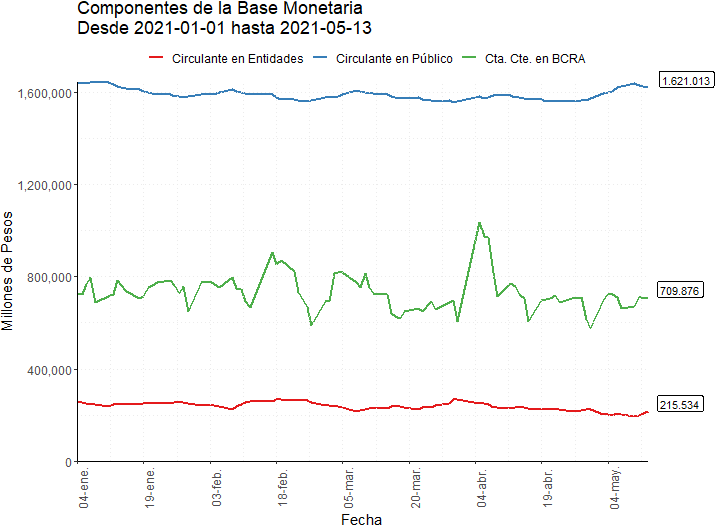 Componentes de la Base Monetaria
Desde 2021-01-01 hasta 2021-05-13
Circulante en Entidades
Circulante en Público
Cta. Cte. en BCRA
1,600,000
1,200,000
800,000
400,000
0
Millones de Pesos
1.621.013
709.876
215.534
04-ene.
19-ene.
03-feb.
18-feb.
05-mar.
20-mar.
04-abr.
19-abr.
04-may.
Fecha